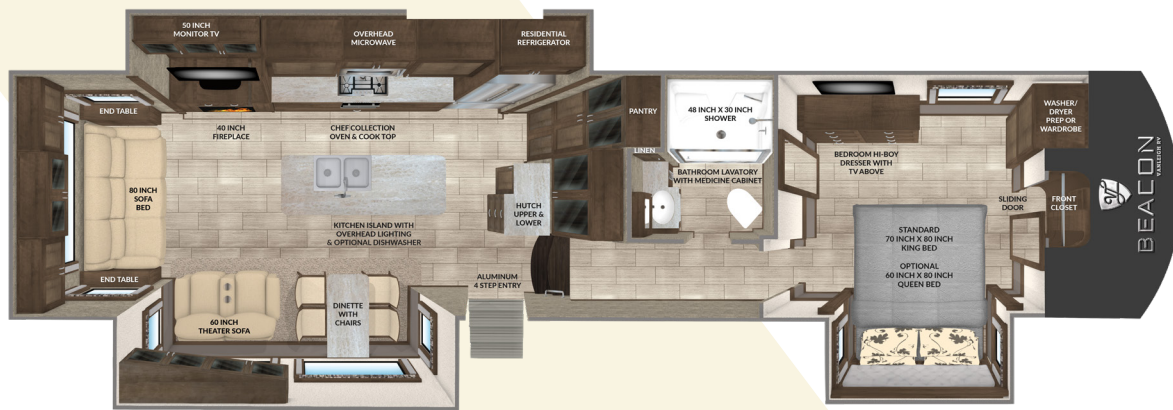 50 INCH
MONITOR TV
OVERHEAD
MICROWAVE
RESIDENTIAL
REFRIGERATOR
END TABLE
40 INCH
FIREPLACE
CHEF COLLECTION
OVEN & COOK TOP
PANTRY
48 INCH X 30 INCH
SHOWER
WASHER/
DRYER
PREP OR
WARDROBE
LINEN
BEDROOM HI-BOY
DRESSER WITH
TV ABOVE
BATHROOM LAVATORY
WITH MEDICINE CABINET
80 INCH
SOFA
BED
HUTCH
UPPER &
LOWER
SLIDING
DOOR
FRONT
CLOSET
BEACON
VANLEIGH RV
KITCHEN ISLAND WITH
OVERHEAD LIGHTING
& OPTIONAL DISHWASHER
STANDARD
70 INCH X 80 INCH
KING BED
OPTIONAL
60 INCH X 80 INCH
QUEEN BED
END TABLE
ALUMINUM
4 STEP ENTRY
60 INCH
THEATER SOFA
DINETTE
WITH
CHAIRS